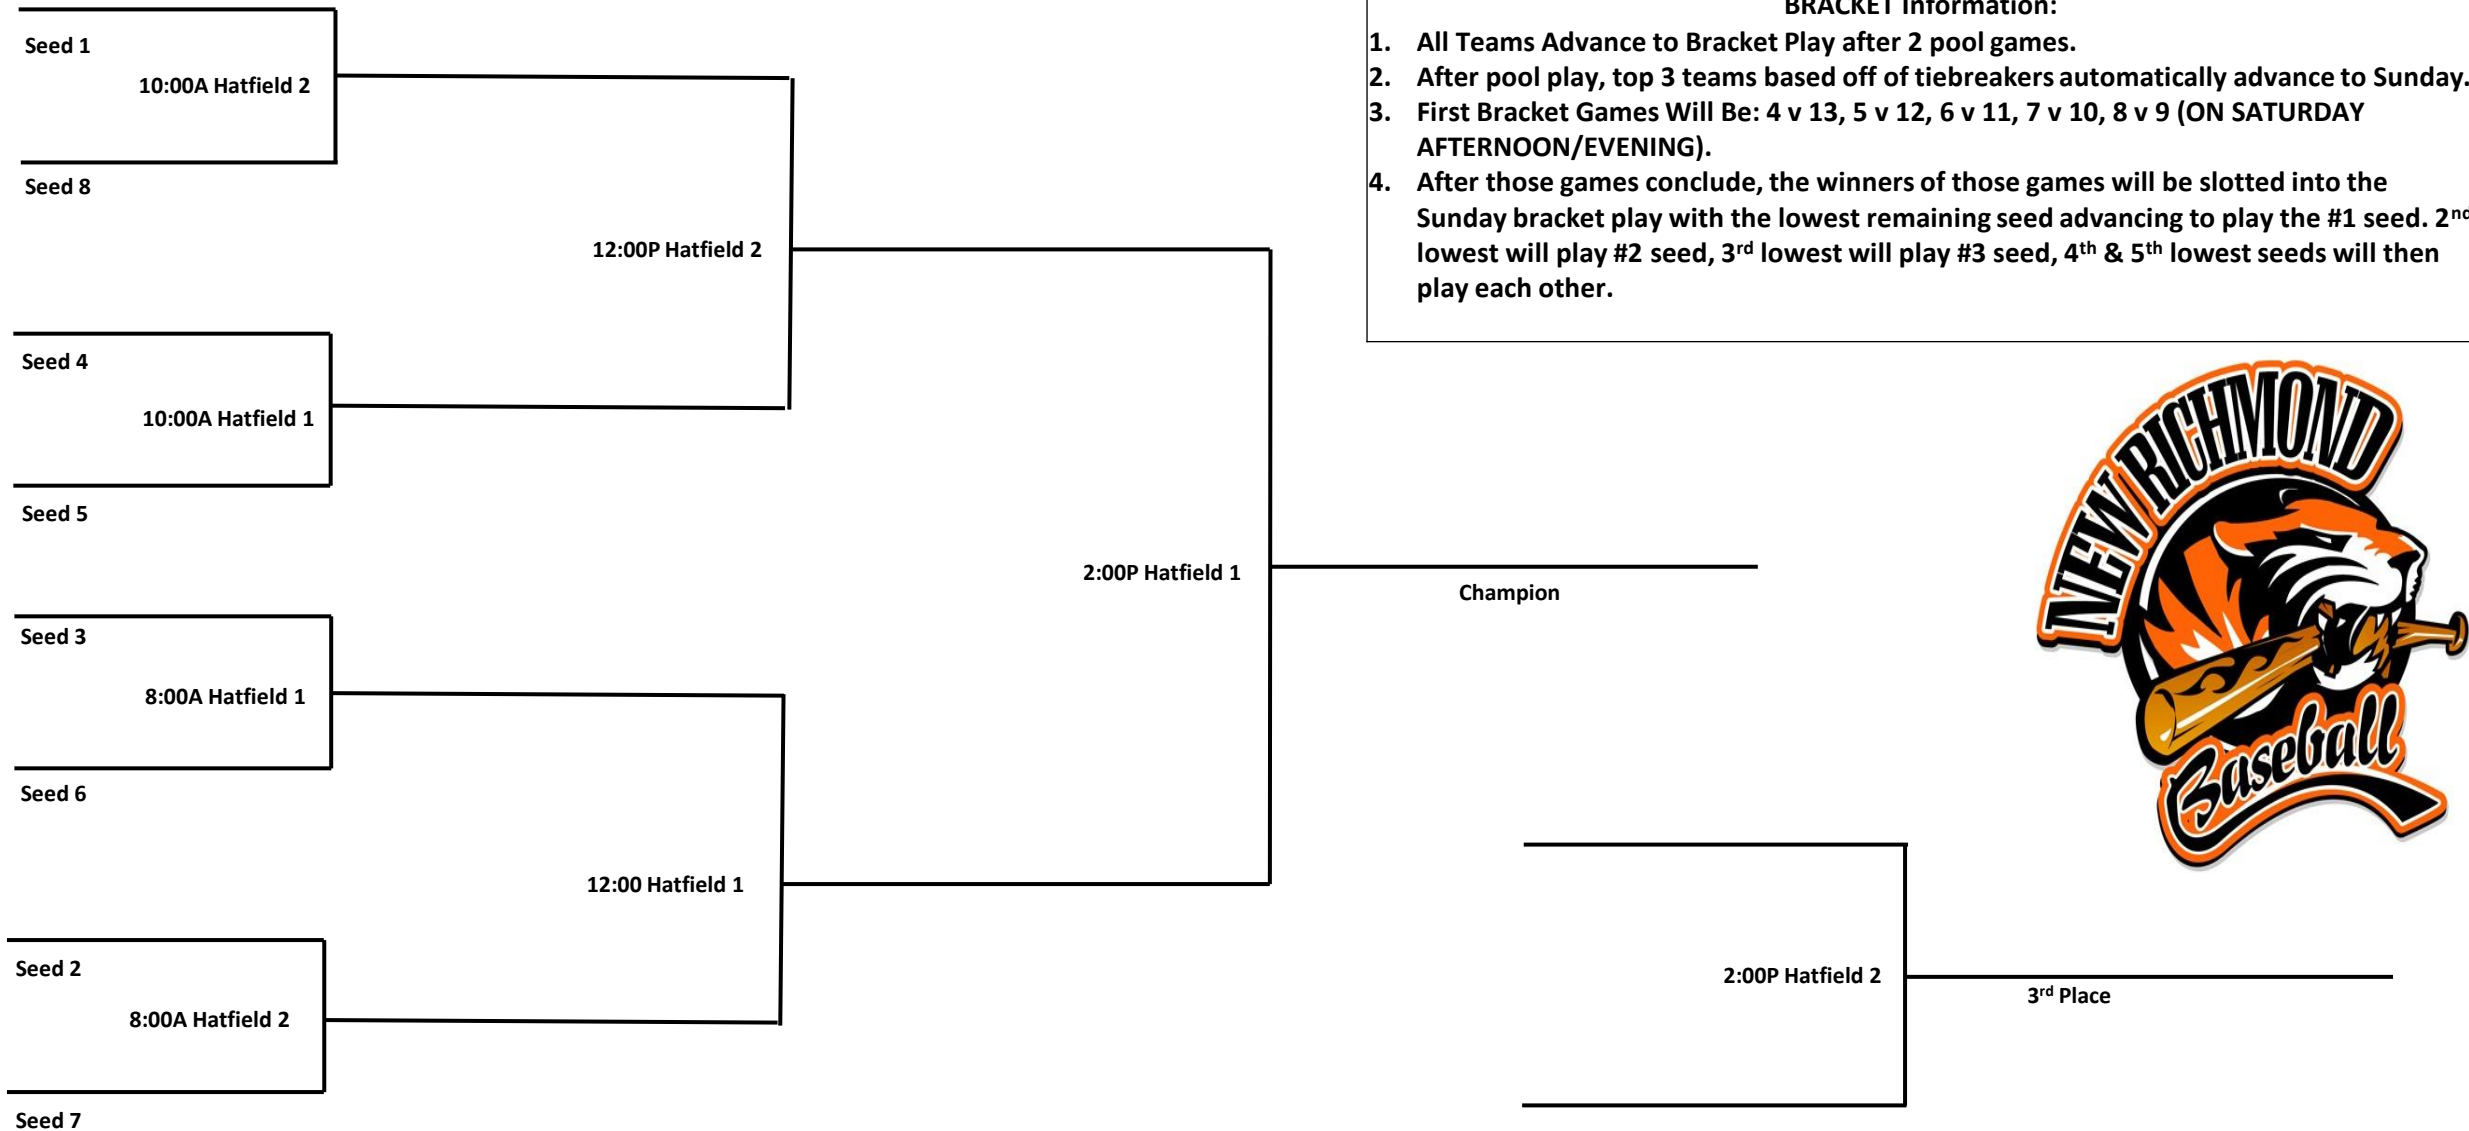 BRACKET Information:
1. All Teams Advance to Bracket Play after 2 pool games.
2. After pool play, top 3 teams based off of tiebreakers automatically advance to Sunday.
3. First Bracket Games Will Be: 4 v 13, 5 v 12, 6 v 11, 7 v 10, 8 v 9 (ON SATURDAY
AFTERNOON/EVENING).
4. After those games conclude, the winners of those games will be slotted into the
Sunday bracket play with the lowest remaining seed advancing to play the #1 seed. 2nd
lowest will play #2 seed, 3rd lowest will play #3 seed, 4th & 5th lowest seeds will then
play each other.
Seed 1
10:00A Hatfield 2
Seed 8
12:00P Hatfield 2
Seed 4
10:00A Hatfield 1
Seed 5
2:00P Hatfield 1
Champion
Seed 3
8:00A Hatfield 1
Seed 6
12:00 Hatfield 1
Seed 2
8:00A Hatfield 2
Seed 7
2:00P Hatfield 2
3rd Place
NEW RICHMOND
Baseball